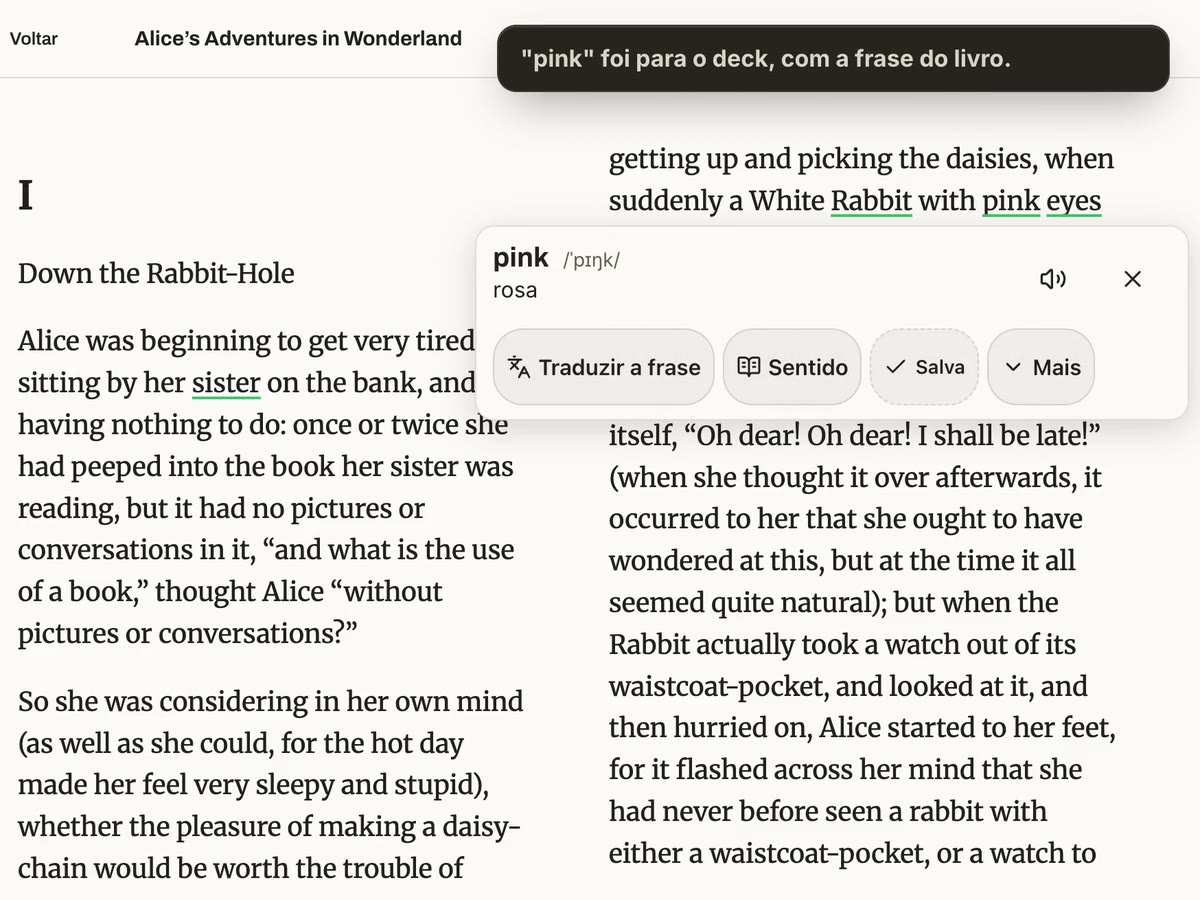 Voltar
Alice’s Adventures in Wonderland
"pink" foi para o deck, com a frase do livro.
I
Down the Rabbit-Hole
Alice was beginning to get very tired
sitting by her sister on the bank, and
having nothing to do: once or twice she
had peeped into the book her sister was
reading, but it had no pictures or
conversations in it, “and what is the use
of a book,” thought Alice “without
pictures or conversations?”
So she was considering in her own mind
(as well as she could, for the hot day
made her feel very sleepy and stupid),
whether the pleasure of making a daisy-
chain would be worth the trouble of
getting up and picking the daisies, when
suddenly a White Rabbit with pink eyes
pink /ˈpɪŋk/
rosa
Traduzir a frase
Sentido
Salva
Mais
itself, “Oh dear! Oh dear! I shall be late!”
(when she thought it over afterwards, it
occurred to her that she ought to have
wondered at this, but at the time it all
seemed quite natural); but when the
Rabbit actually took a watch out of its
waistcoat-pocket, and looked at it, and
then hurried on, Alice started to her feet,
for it flashed across her mind that she
had never before seen a rabbit with
either a waistcoat-pocket, or a watch to